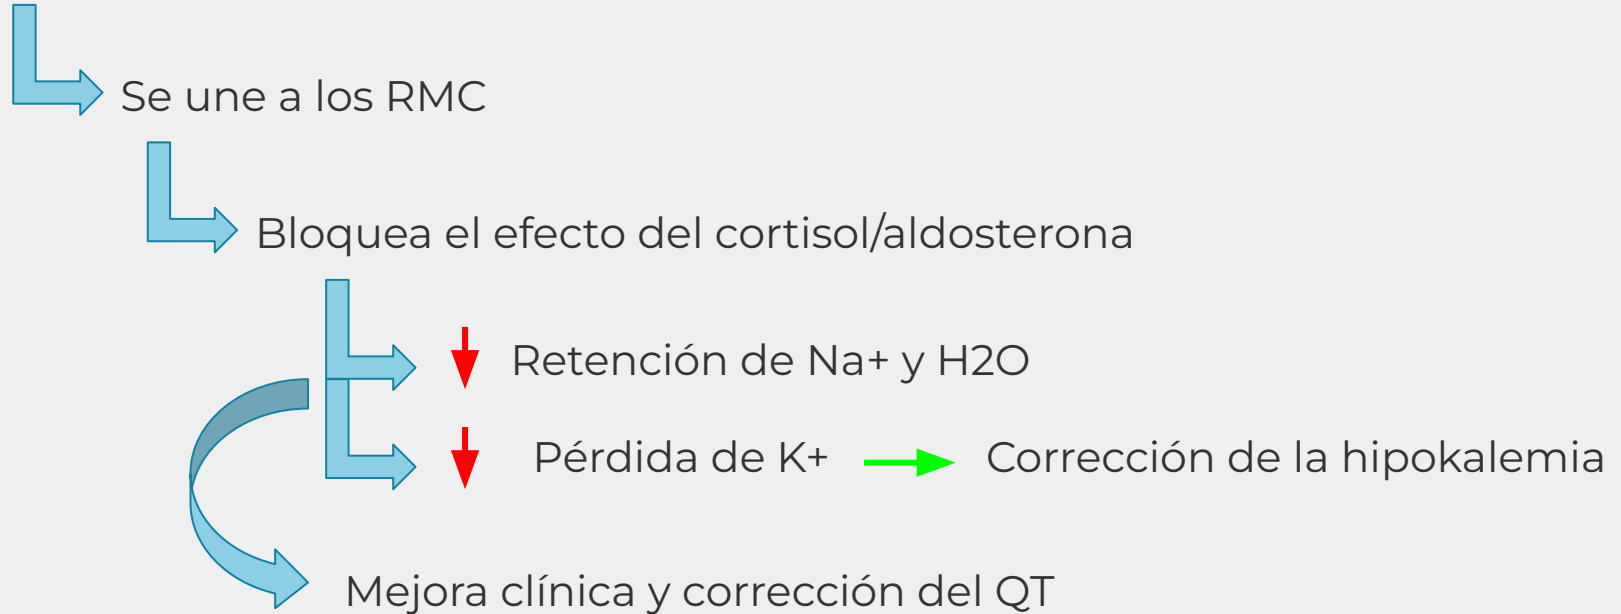 Se une a los RMC
Bloquea el efecto del cortisol/aldosterona
Retención de Na+ y H2O
Pérdida de K+ Corrección de la hipokalemia
Mejora clínica y corrección del QT